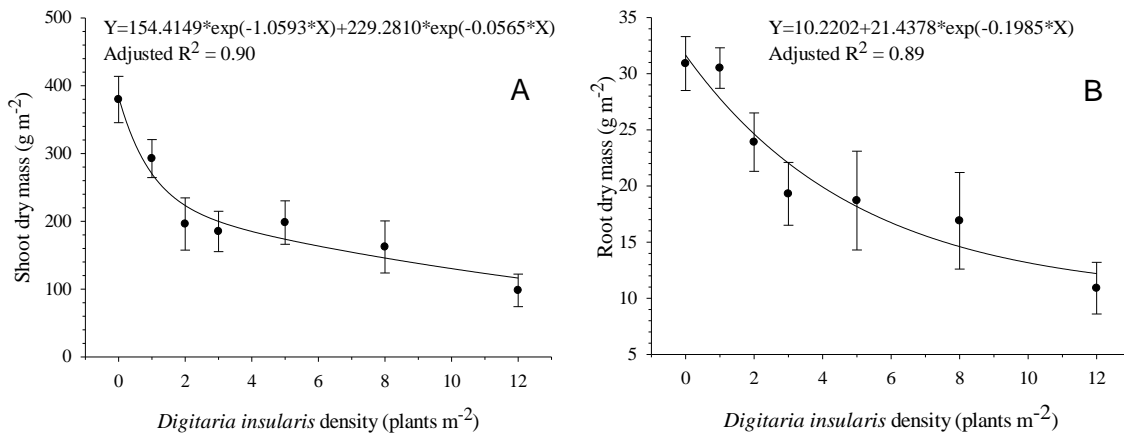 Y=154.4149*exp(-1.0593*X)+229.2810*exp(-0.0565*X)
Adjusted R² = 0.90
A
500
400
300
200
100
0
Shoot dry mass (g m⁻²)
0 2 4 6 8 10 12
Digitaria insularis density (plants m⁻²)
Y=10.2202+21.4378*exp(-0.1985*X)
Adjusted R² = 0.89
B
35
30
25
20
15
10
5
Root dry mass (g m⁻²)
0 2 4 6 8 10 12
Digitaria insularis density (plants m⁻²)